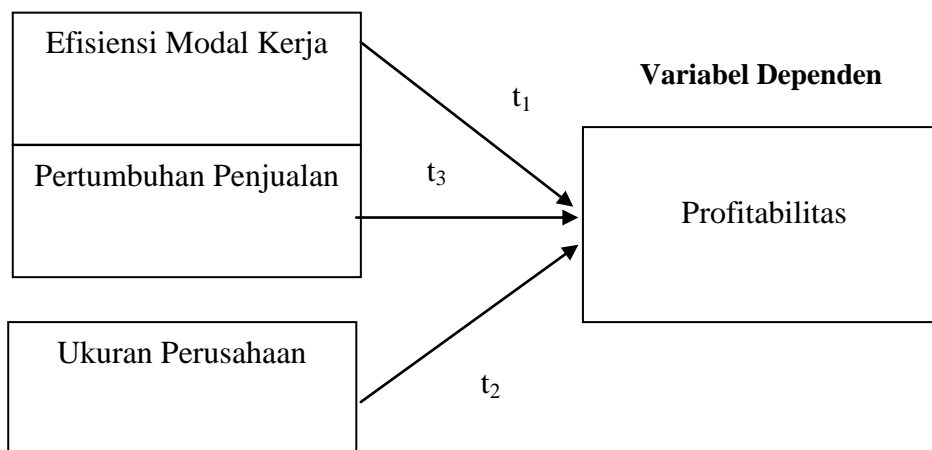 Efisiensi Modal Kerja
Variabel Dependen
t₁
Pertumbuhan Penjualan
t₃
Profitabilitas
Ukuran Perusahaan
t₂